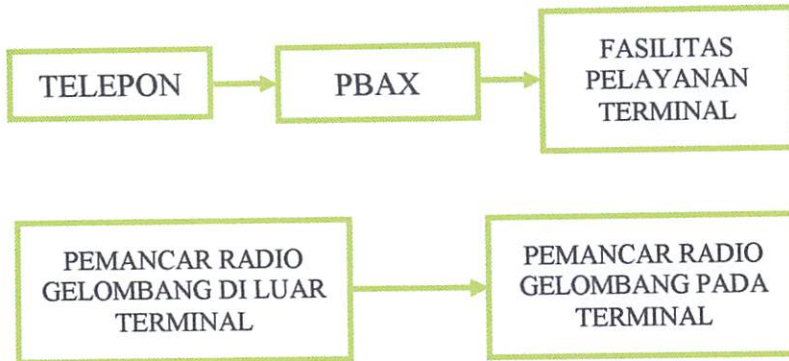 TELEPON
PBAX
FASILITAS
PELAYANAN
TERMINAL
PEMANCAR RADIO
GELOMBANG DI LUAR
TERMINAL
PEMANCAR RADIO
GELOMBANG PADA
TERMINAL